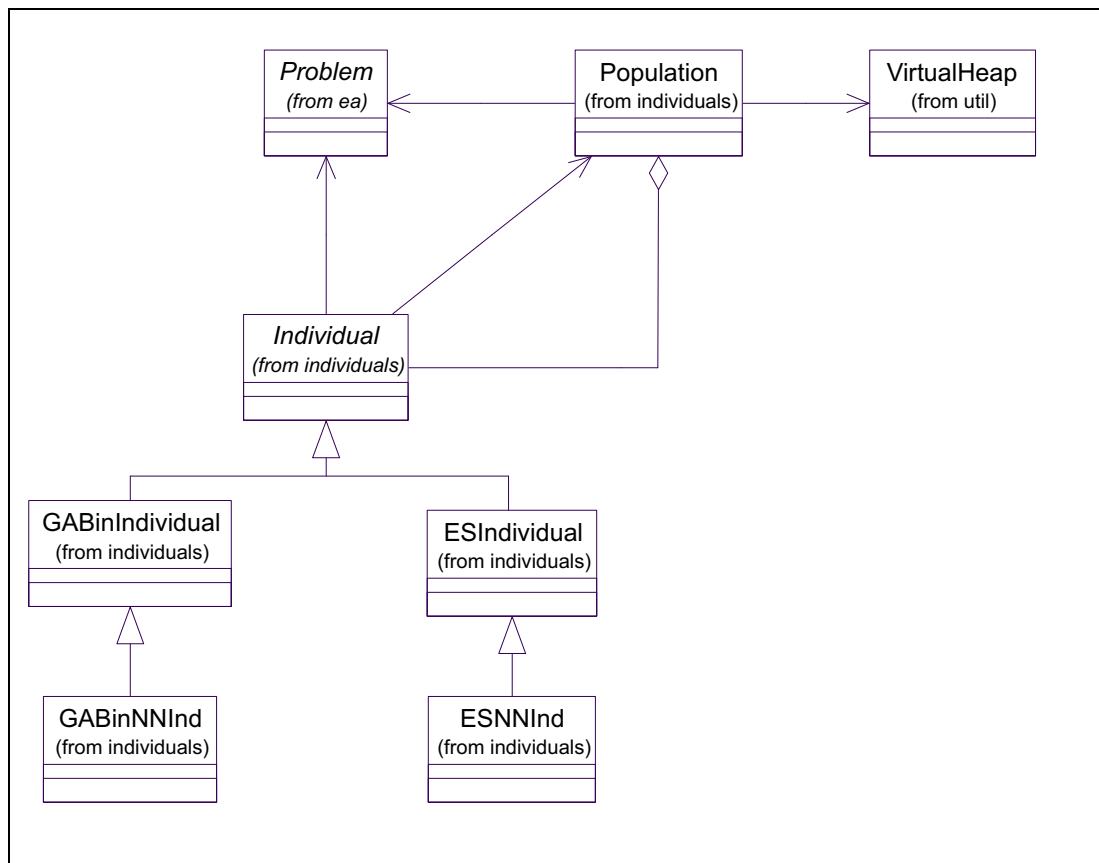 Problem
(from ea)
Population
(from individuals)
VirtualHeap
(from util)
Individual
(from individuals)
GABinIndividual
(from individuals)
ESIndividual
(from individuals)
GABinNNInd
(from individuals)
ESNNInd
(from individuals)